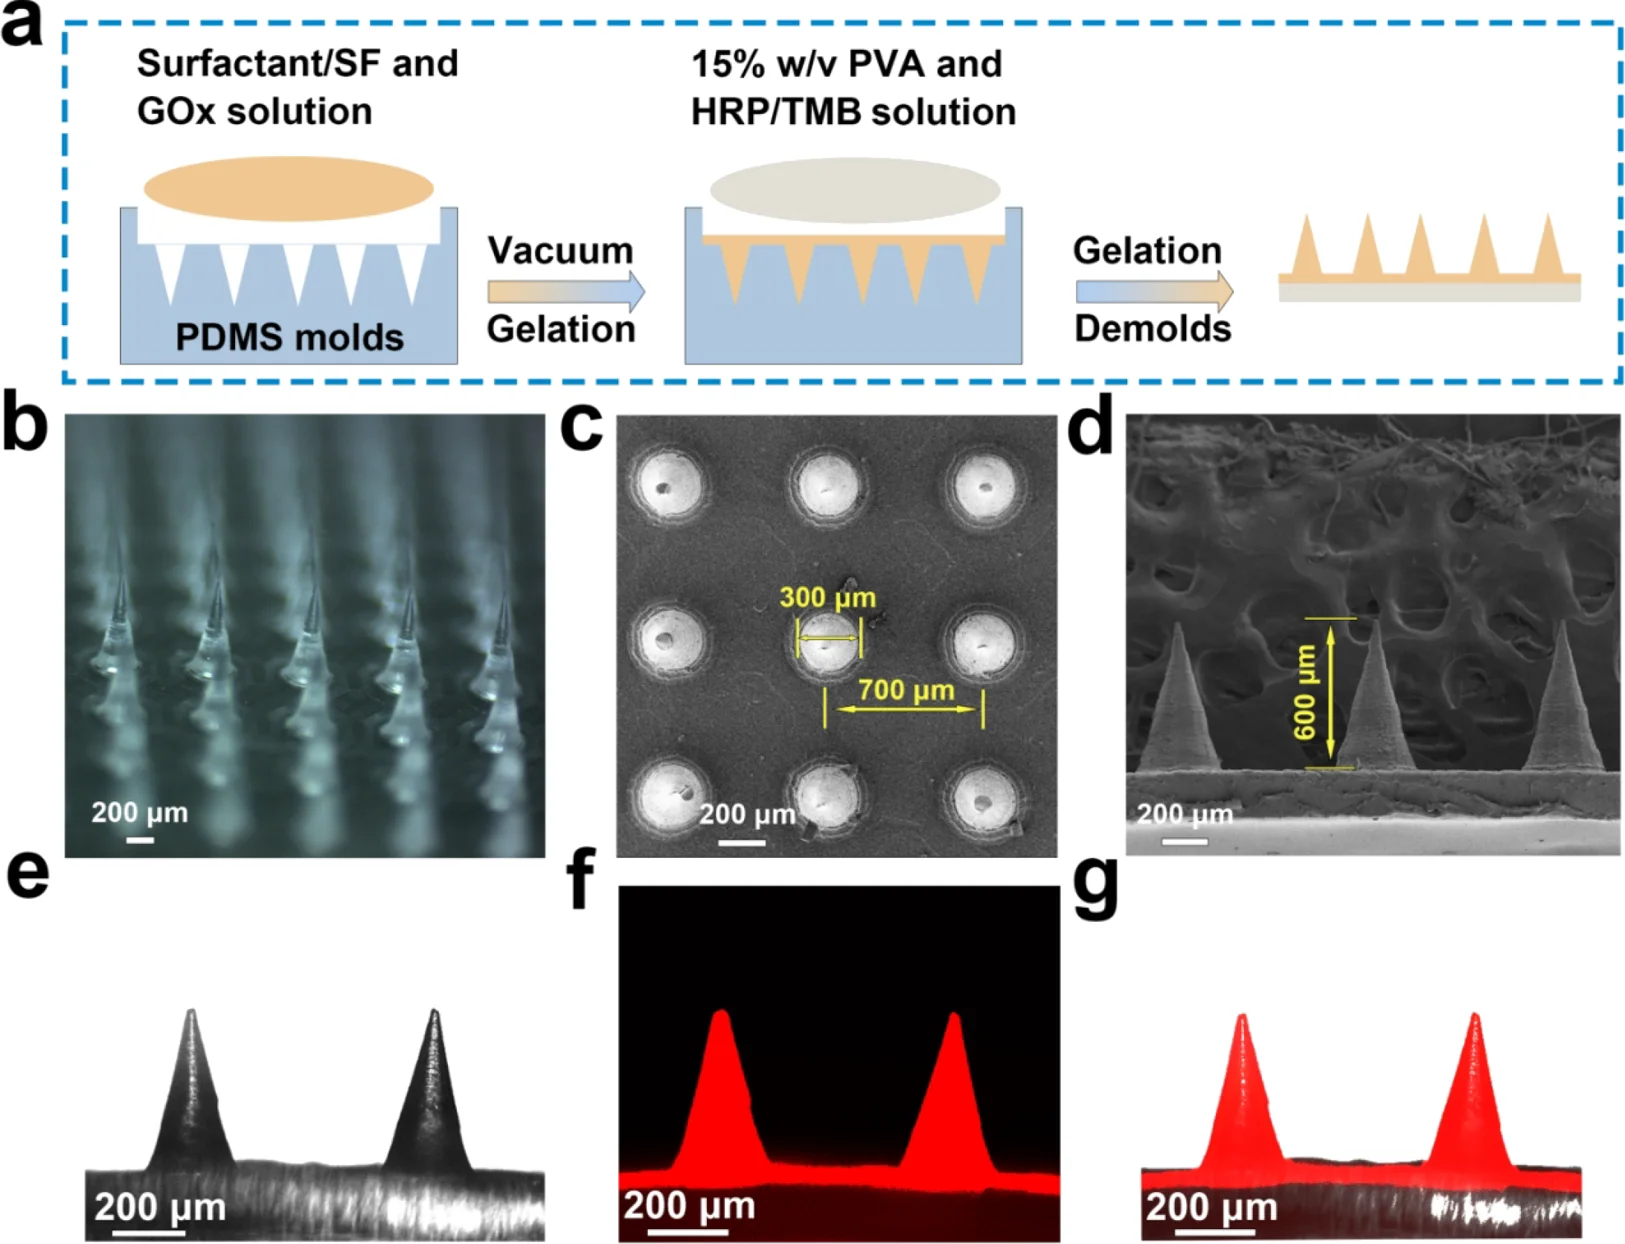 a
Surfactant/SF and
GOx solution
15% w/v PVA and
HRP/TMB solution
Vacuum
Gelation
PDMS molds
Gelation
Demolds
b
200 µm
c
300 µm
700 µm
200 µm
d
600 µm
200 µm
e
200 µm
f
200 µm
g
200 µm